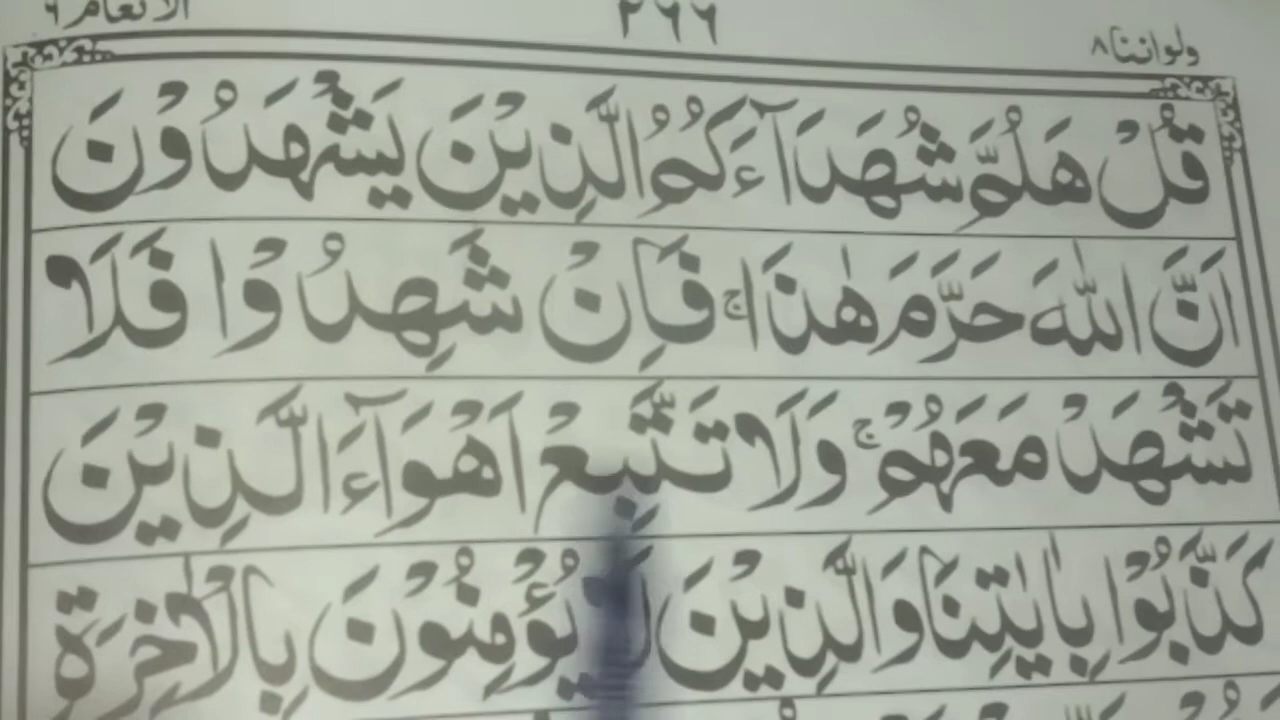 ولواننا ٨ ٢٦٦ الانعام ٦
قُلْ هَلُمَّ شُهَدَآءَكُمُ الَّذِيْنَ يَشْهَدُوْنَ
اَنَّ اللّٰهَ حَرَّمَ هٰذَا ۚ فَاِنْ شَهِدُوْا فَلَا
تَشْهَدْ مَعَهُمْ ۚ وَلَا تَتَّبِعْ اَهْوَآءَ الَّذِيْنَ
كَذَّبُوْا بِاٰيٰتِنَا وَالَّذِيْنَ لَا يُؤْمِنُوْنَ بِالْاٰخِرَةِ